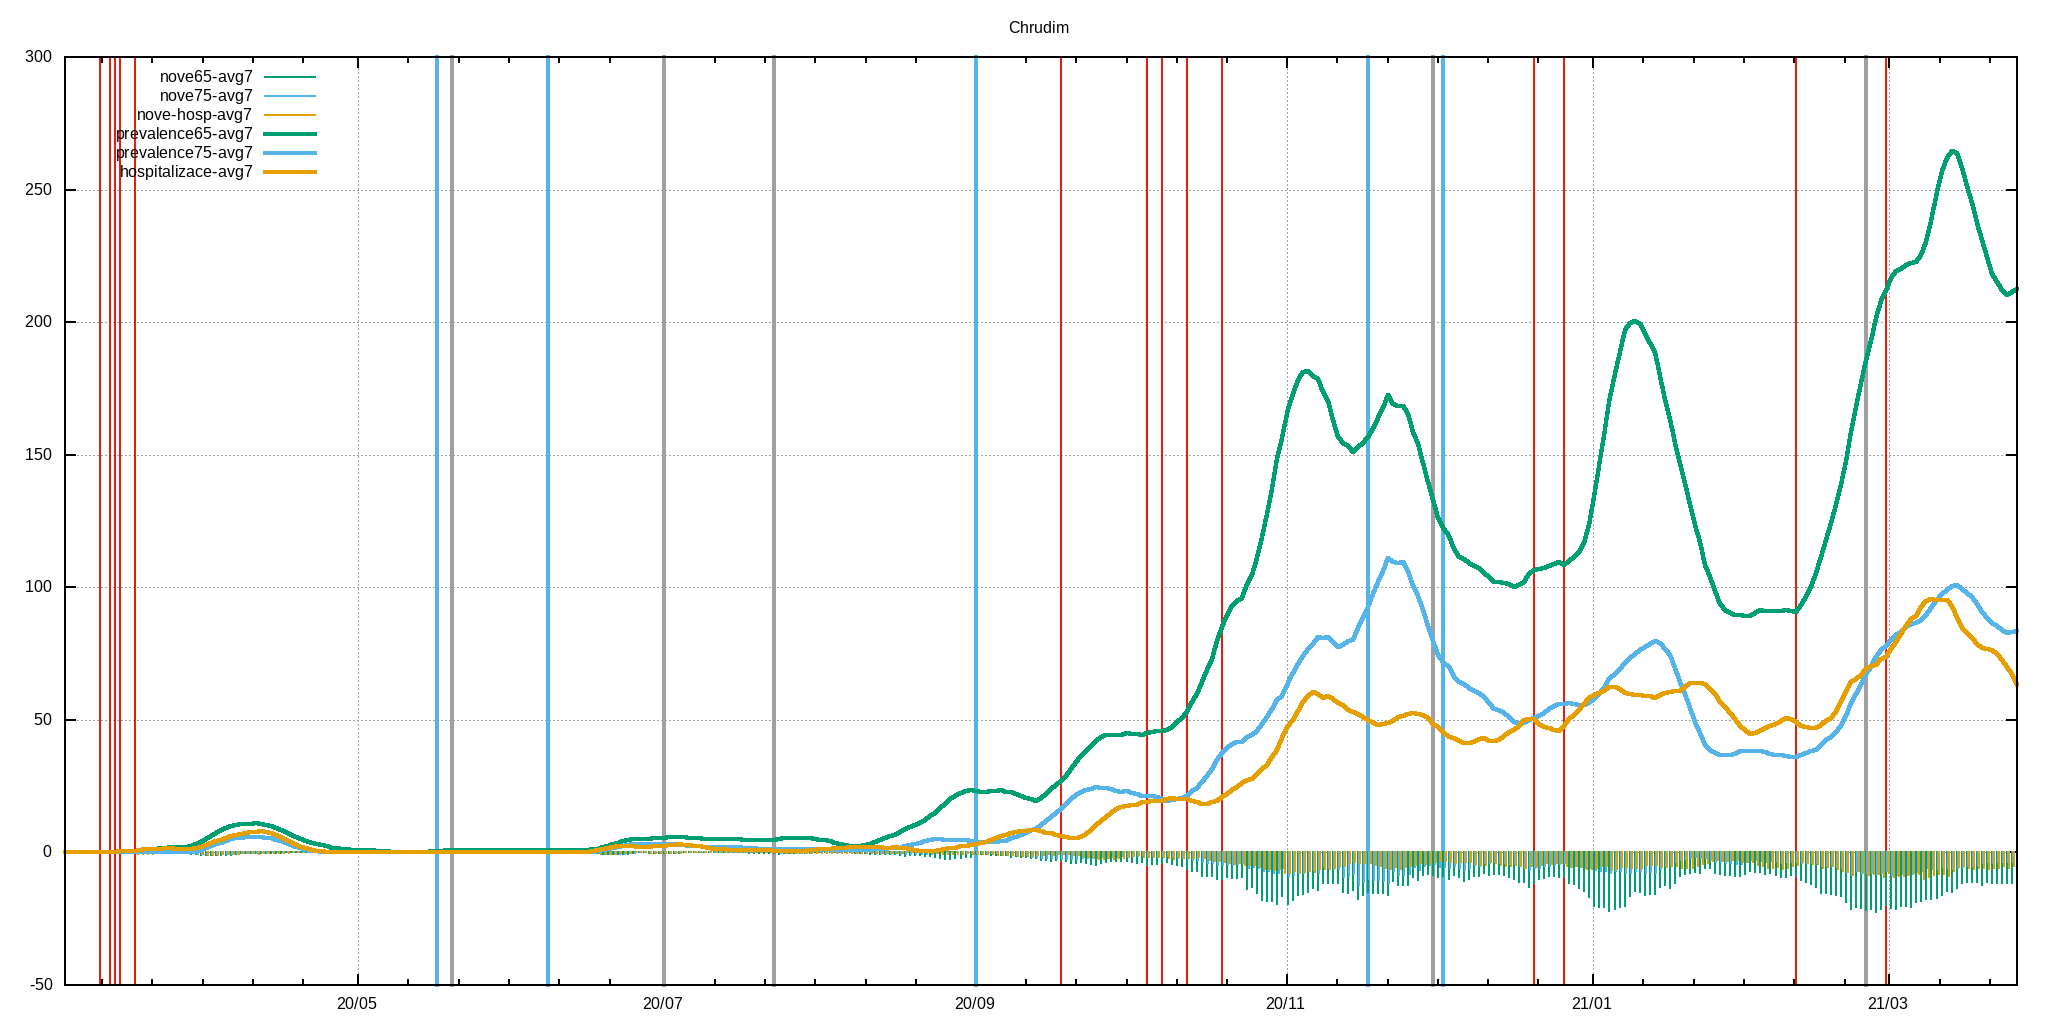 Chrudim
300
250
200
150
100
50
0
-50
nove65-avg7
nove75-avg7
nove-hosp-avg7
prevalence65-avg7
prevalence75-avg7
hospitalizace-avg7
20/05 20/07 20/09 20/11 21/01 21/03